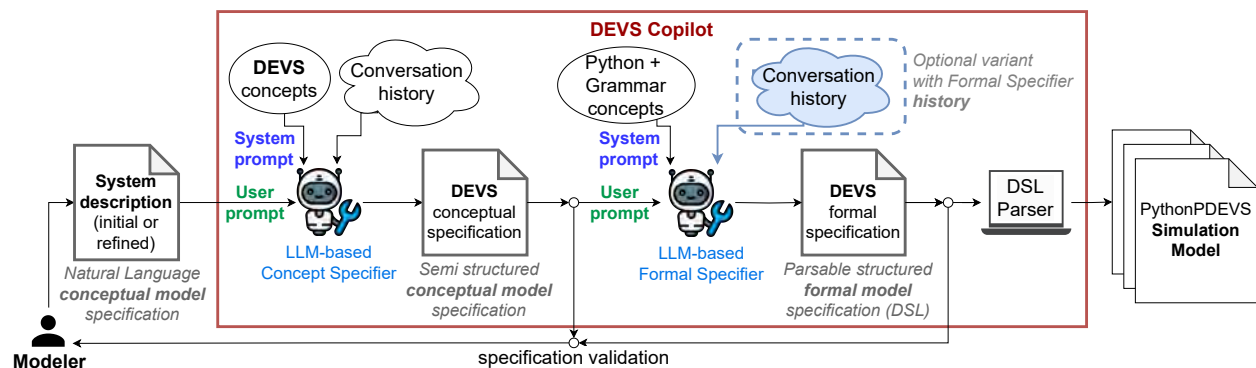 DEVS Copilot
DEVS
concepts
Conversation
history
Python +
Grammar
concepts
Conversation
history
Optional variant
with Formal Specifier
history
System
prompt
System
prompt
System
description
(initial or
refined)
User
prompt
DEVS
conceptual
specification
User
prompt
DEVS
formal
specification
DSL
Parser
PythonPDEVS
Simulation
Model
LLM-based
Concept Specifier
LLM-based
Formal Specifier
Natural Language
conceptual model
specification
Semi structured
conceptual model
specification
Parsable structured
formal model
specification (DSL)
Modeler
specification validation